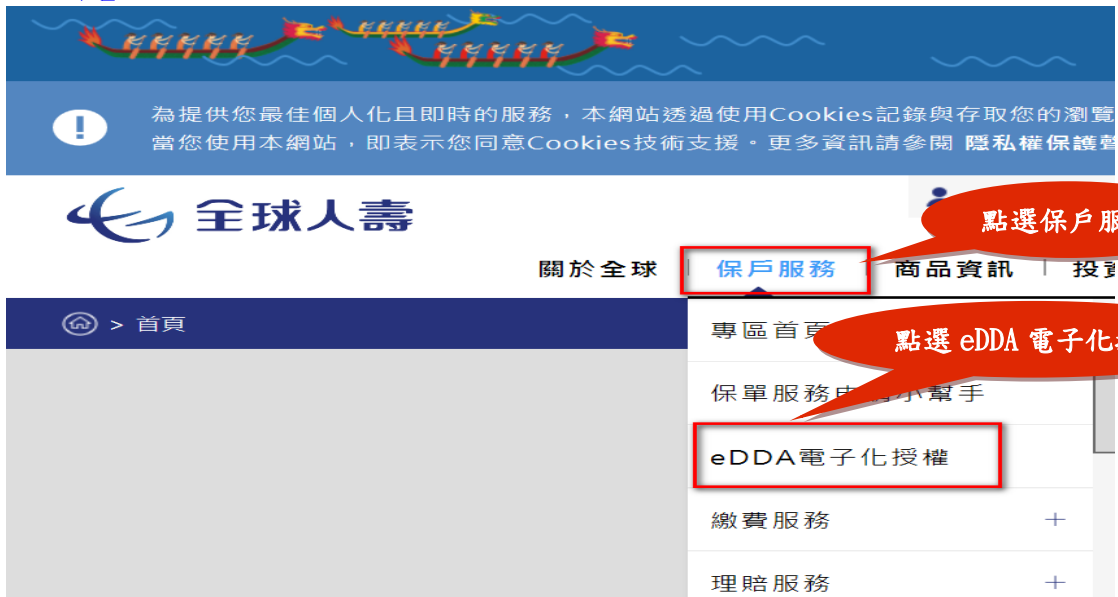 為提供您最佳個人化且即時的服務，本網站透過使用Cookies記錄與存取您的瀏覽
當您使用本網站，即表示您同意Cookies技術支援。更多資訊請參閱 隱私權保護聲
全球人壽
點選保戶服
關於全球 保戶服務 商品資訊 投資
> 首頁
專區首頁
點選 eDDA 電子化
保單服務申請小幫手
eDDA電子化授權
繳費服務 +
理賠服務 +